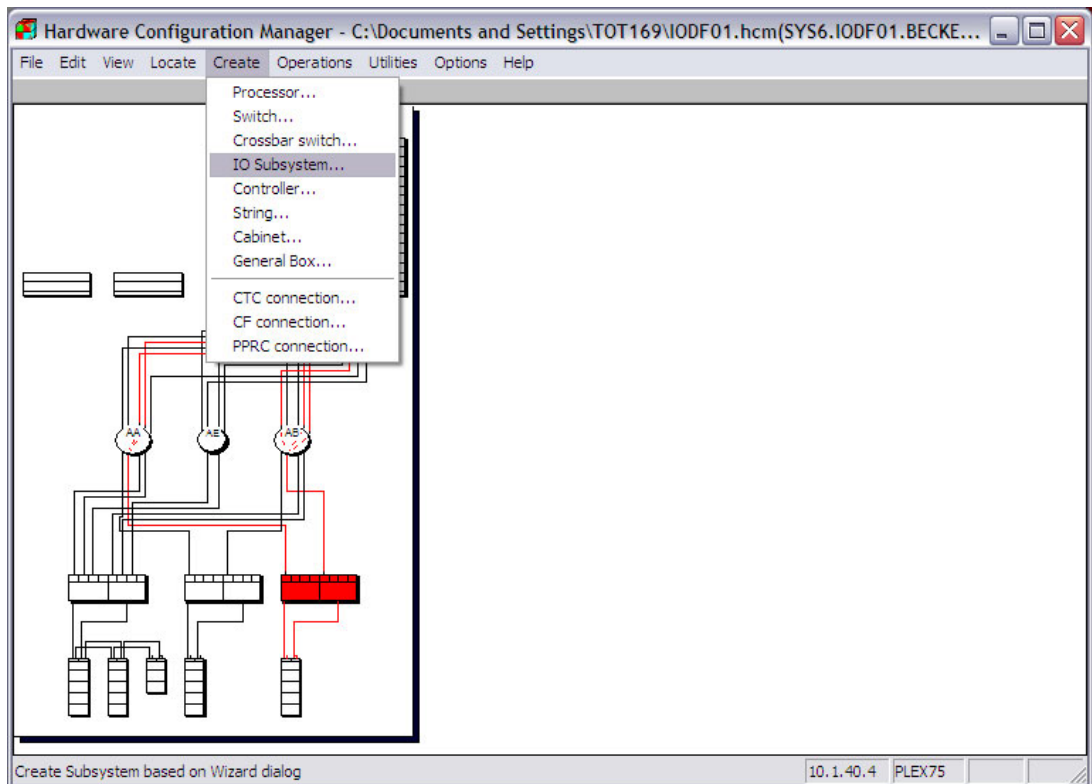 Hardware Configuration Manager - C:\Documents and Settings\TOT169\IODF01.hcm(SYS6.IODF01.BECKE...
File Edit View Locate Create Operations Utilities Options Help
Processor...
Switch...
Crossbar switch...
IO Subsystem...
Controller...
String...
Cabinet...
General Box...
CTC connection...
CF connection...
PPRC connection...
AA AE AB
Create Subsystem based on Wizard dialog 10.1.40.4 PLEX75